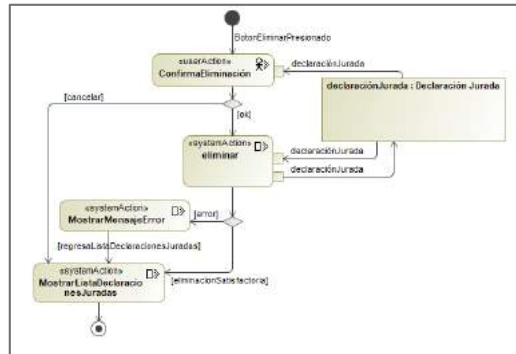 BotonEliminarPresionado
«userAction»
ConfirmaEliminación
declaraciónJurada
declaraciónJurada : Declaración Jurada
[cancelar]
[ok]
«systemAction»
eliminar
declaraciónJurada
declaraciónJurada
«systemAction»
MostrarMensajeError
[error]
[regresaListaDeclaracionesJuradas]
«systemAction»
MostrarListaDeclaracio
nesJuradas
[eliminacionSatisfactoria]